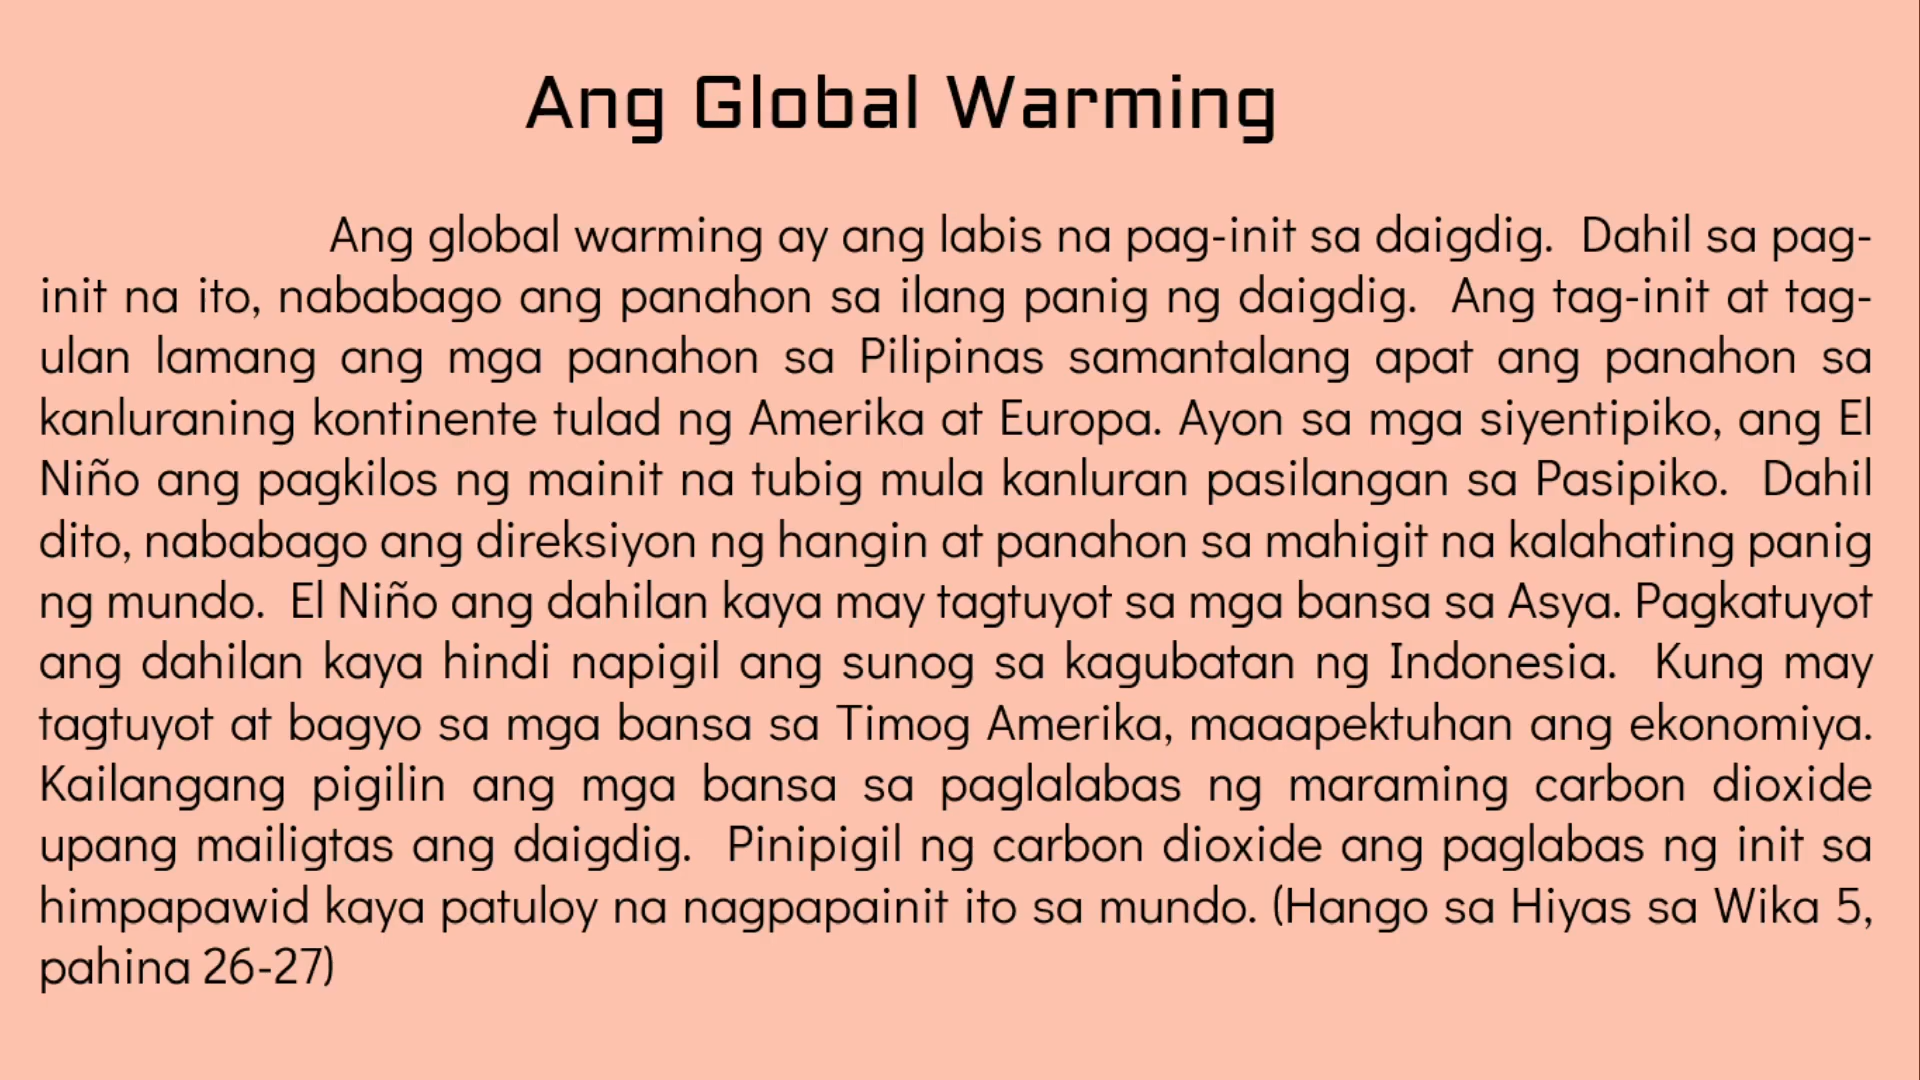 Ang Global Warming
Ang global warming ay ang labis na pag-init sa daigdig. Dahil sa pag-
init na ito, nababago ang panahon sa ilang panig ng daigdig. Ang tag-init at tag-
ulan lamang ang mga panahon sa Pilipinas samantalang apat ang panahon sa
kanluraning kontinente tulad ng Amerika at Europa. Ayon sa mga siyentipiko, ang El
Niño ang pagkilos ng mainit na tubig mula kanluran pasilangan sa Pasipiko. Dahil
dito, nababago ang direksiyon ng hangin at panahon sa mahigit na kalahating panig
ng mundo. El Niño ang dahilan kaya may tagtuyot sa mga bansa sa Asya. Pagkatuyot
ang dahilan kaya hindi napigil ang sunog sa kagubatan ng Indonesia. Kung may
tagtuyot at bagyo sa mga bansa sa Timog Amerika, maaapektuhan ang ekonomiya.
Kailangang pigilin ang mga bansa sa paglalabas ng maraming carbon dioxide
upang mailigtas ang daigdig. Pinipigil ng carbon dioxide ang paglabas ng init sa
himpapawid kaya patuloy na nagpapainit ito sa mundo. (Hango sa Hiyas sa Wika 5,
pahina 26-27)